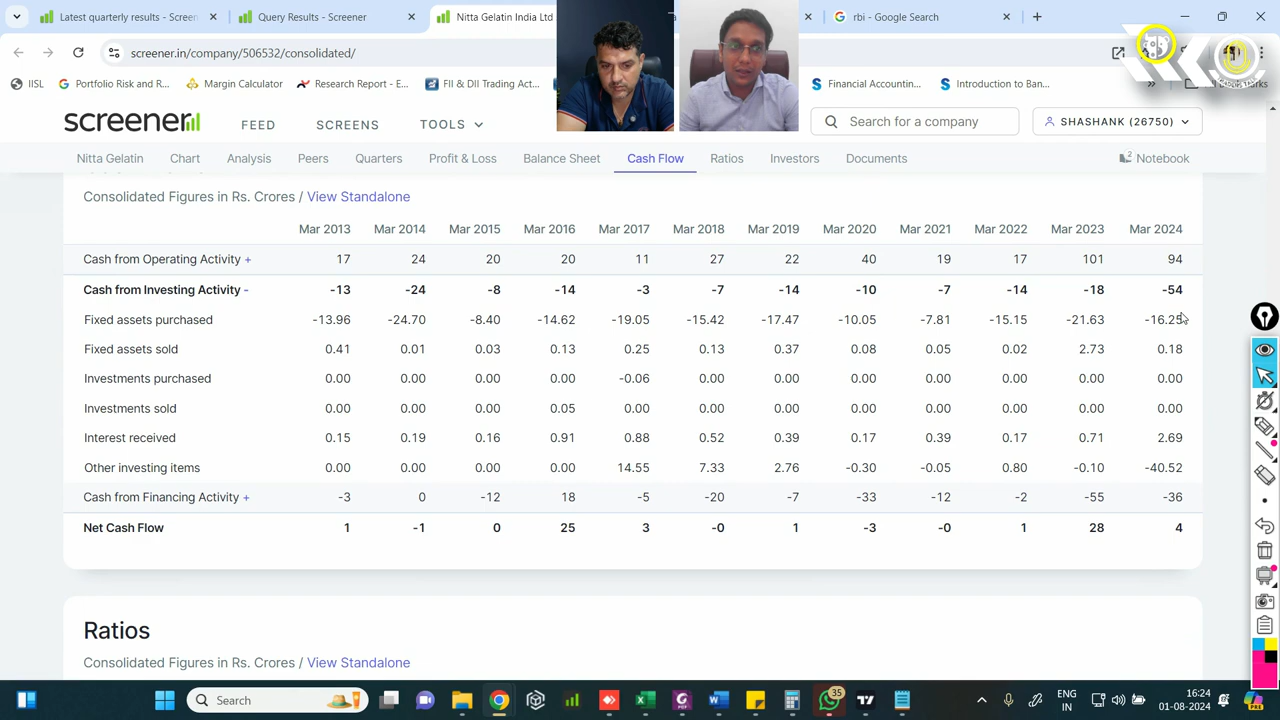 Latest quarterly results - S
Query Results - Screener
Nitta Gelatin India Ltd
rbi - Google Search
screener.in/company/506532/consolidated/
IISL
Portfolio Risk and R...
Margin Calculator
Research Report - E...
FII & DII Trading Act...
Financial Accountin...
Introduction to Ban...
screener
FEED
SCREENS
TOOLS
Search for a company
SHASHANK (26750)
Nitta Gelatin
Chart
Analysis
Peers
Quarters
Profit & Loss
Balance Sheet
Cash Flow
Ratios
Investors
Documents
2
Notebook
Consolidated Figures in Rs. Crores / View Standalone
Mar 2013 Mar 2014 Mar 2015 Mar 2016 Mar 2017 Mar 2018 Mar 2019 Mar 2020 Mar 2021 Mar 2022 Mar 2023 Mar 2024
Cash from Operating Activity + 17 24 20 20 11 27 22 40 19 17 101 94
Cash from Investing Activity - -13 -24 -8 -14 -3 -7 -14 -10 -7 -14 -18 -54
Fixed assets purchased -13.96 -24.70 -8.40 -14.62 -19.05 -15.42 -17.47 -10.05 -7.81 -15.15 -21.63 -16.25
Fixed assets sold 0.41 0.01 0.03 0.13 0.25 0.13 0.37 0.08 0.05 0.02 2.73 0.18
Investments purchased 0.00 0.00 0.00 0.00 -0.06 0.00 0.00 0.00 0.00 0.00 0.00 0.00
Investments sold 0.00 0.00 0.00 0.05 0.00 0.00 0.00 0.00 0.00 0.00 0.00 0.00
Interest received 0.15 0.19 0.16 0.91 0.88 0.52 0.39 0.17 0.39 0.17 0.71 2.69
Other investing items 0.00 0.00 0.00 0.00 14.55 7.33 2.76 -0.30 -0.05 0.80 -0.10 -40.52
Cash from Financing Activity + -3 0 -12 18 -5 -20 -7 -33 -12 -2 -55 -36
Net Cash Flow 1 -1 0 25 3 -0 1 -3 -0 1 28 4
Ratios
Consolidated Figures in Rs. Crores / View Standalone
Search
35
ENG
IN
16:24
01-08-2024